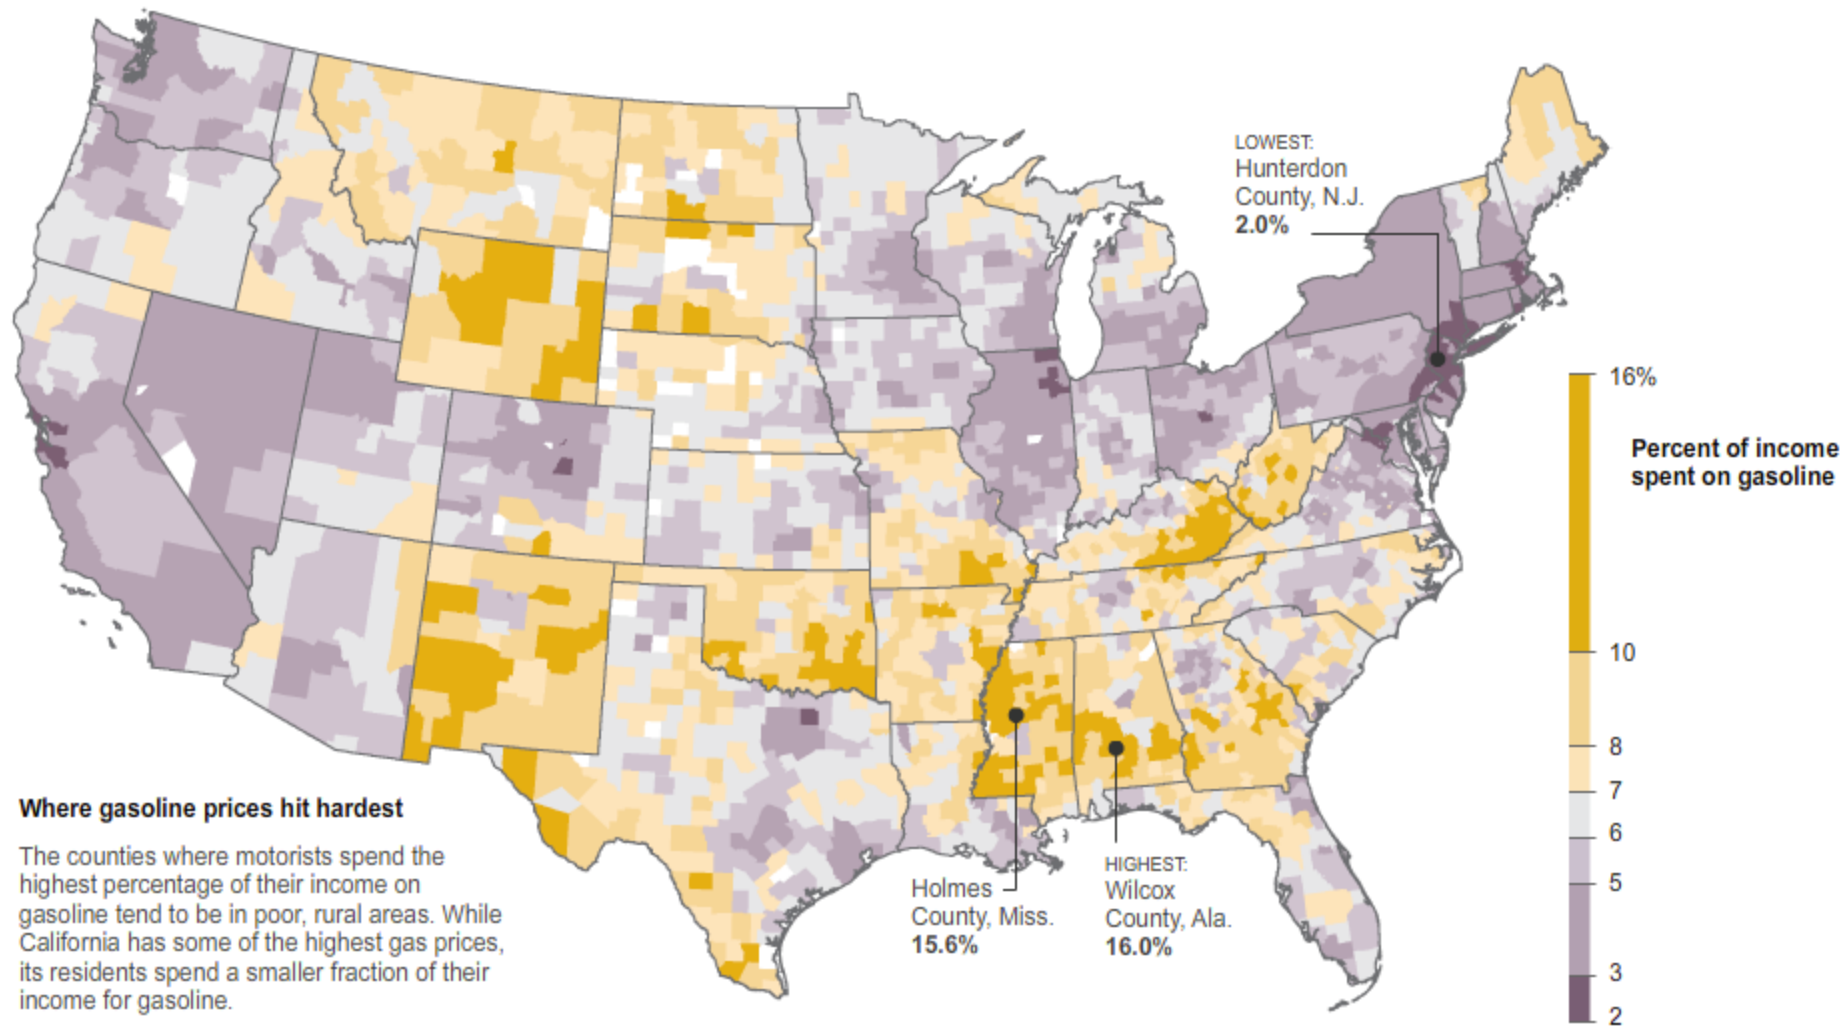 LOWEST:
Hunterdon
County, N.J.
2.0%
16%
Percent of income
spent on gasoline
10
8
7
6
5
3
2
Where gasoline prices hit hardest
The counties where motorists spend the
highest percentage of their income on
gasoline tend to be in poor, rural areas. While
California has some of the highest gas prices,
its residents spend a smaller fraction of their
income for gasoline.
Holmes
County, Miss.
15.6%
HIGHEST:
Wilcox
County, Ala.
16.0%